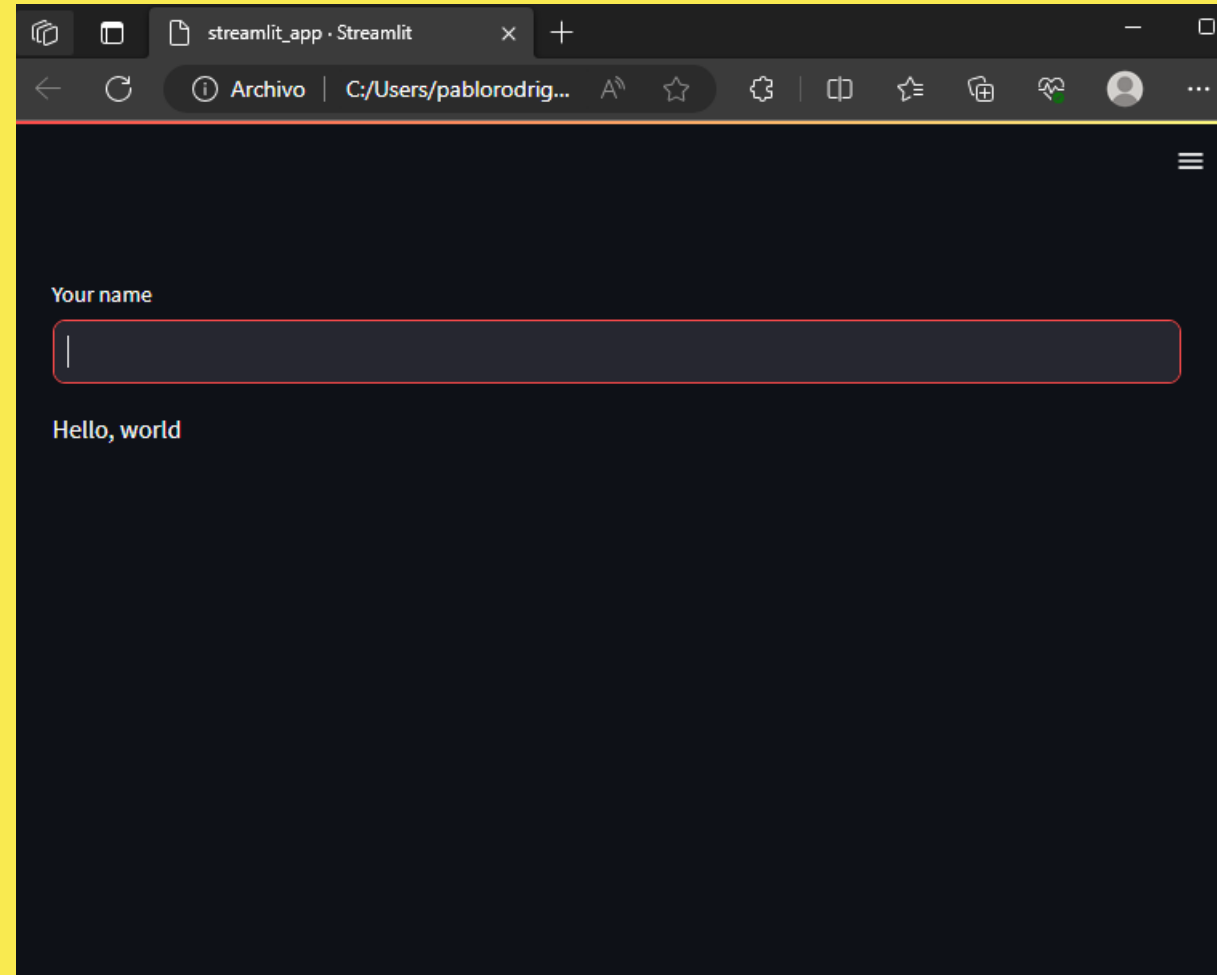 streamlit_app · Streamlit
Archivo | C:/Users/pablorodrig...
Your name
Hello, world